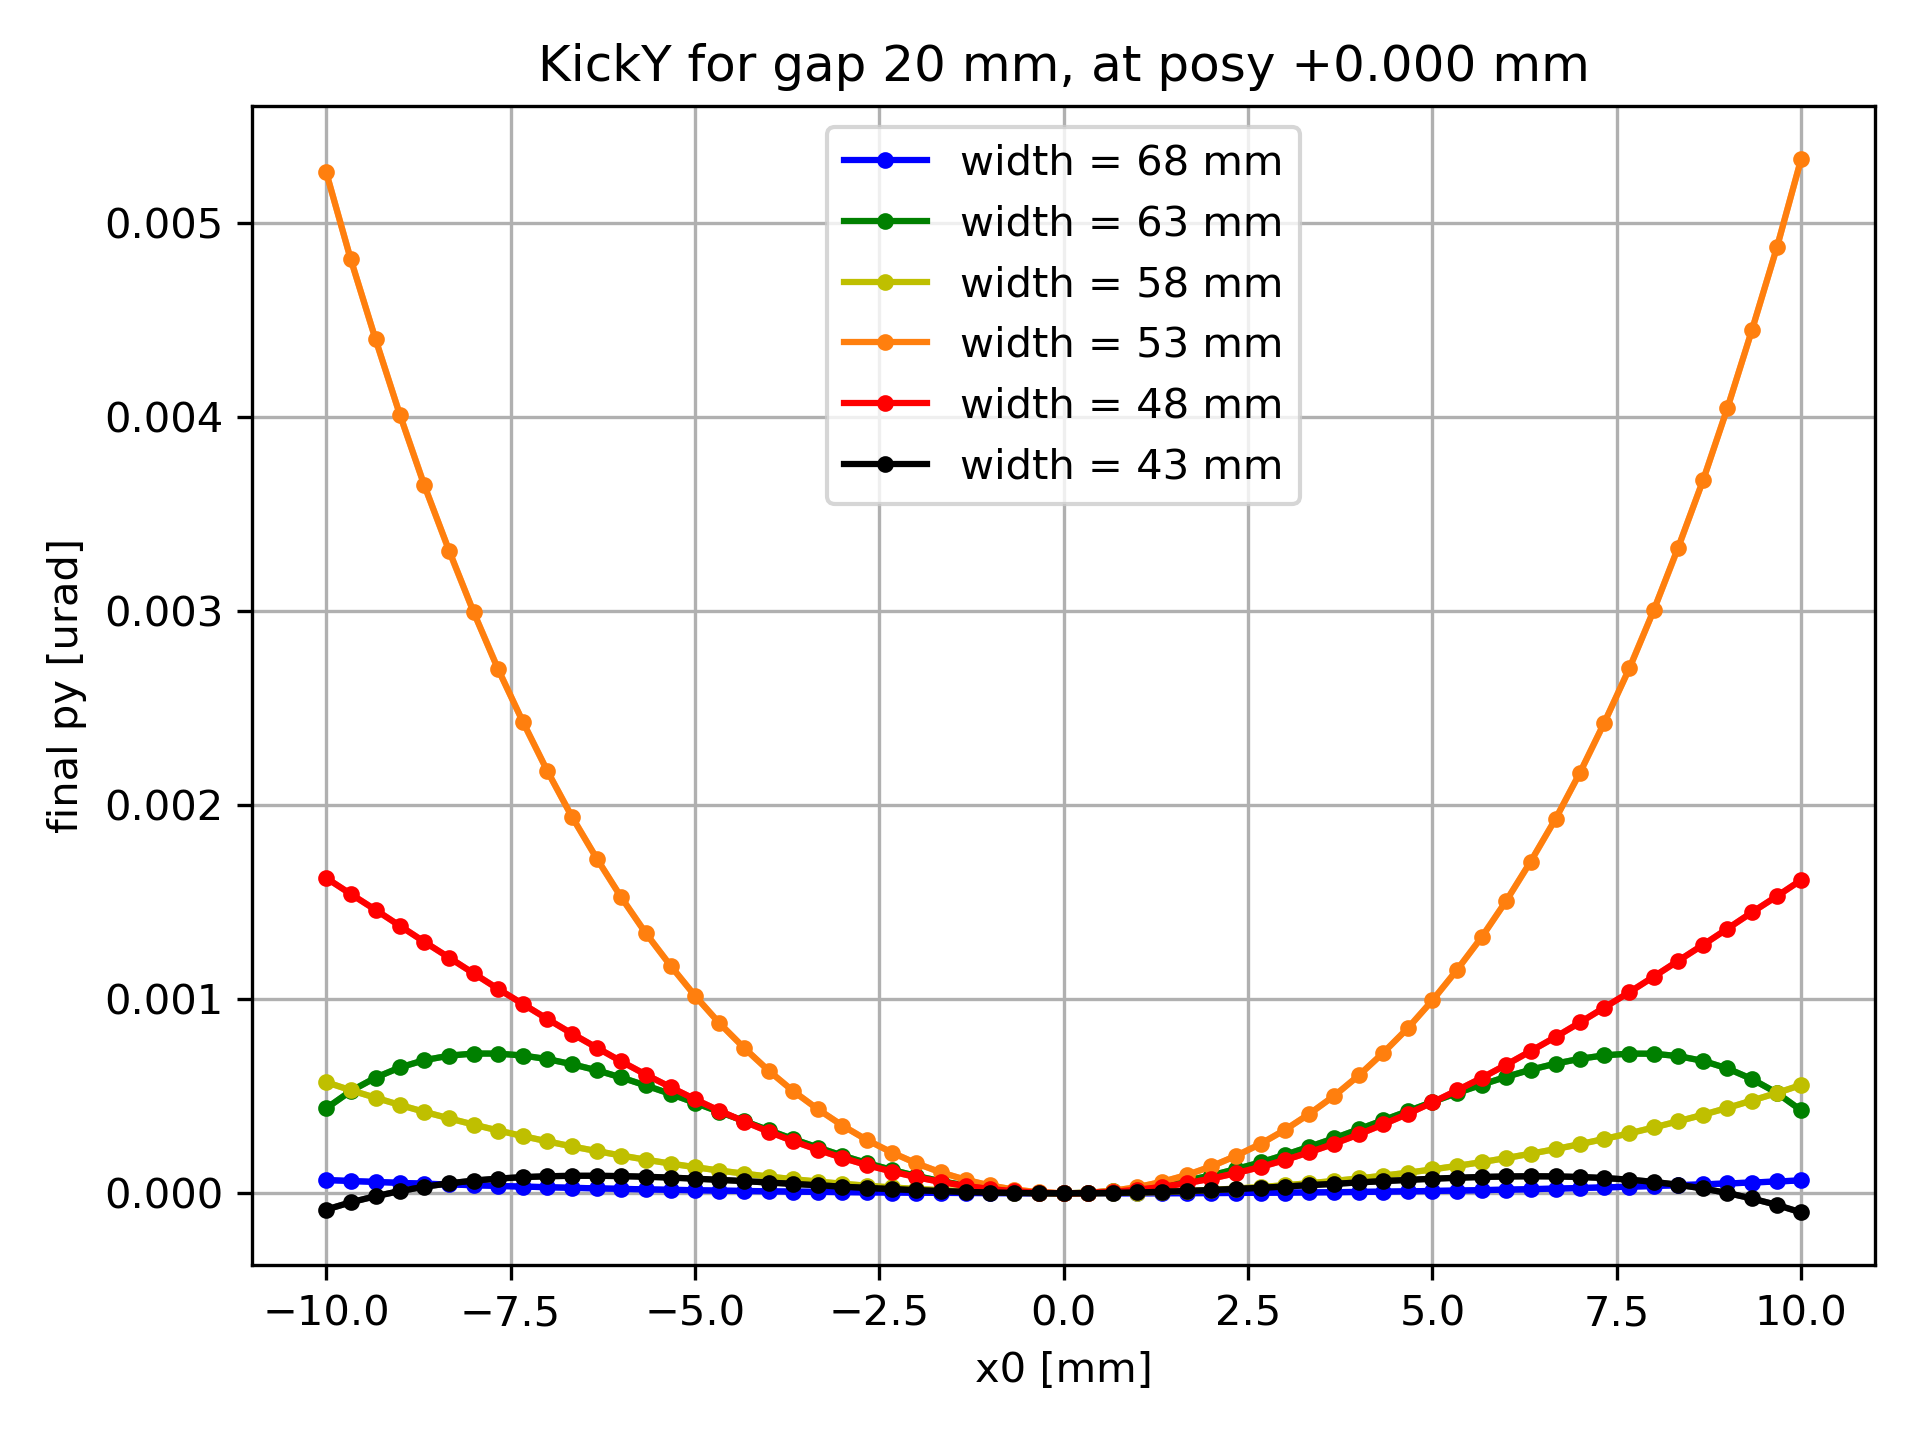 KickY for gap 20 mm, at posy +0.000 mm
width = 68 mm
width = 63 mm
width = 58 mm
width = 53 mm
width = 48 mm
width = 43 mm
final py [urad]
0.005
0.004
0.003
0.002
0.001
0.000
−10.0 −7.5 −5.0 −2.5 0.0 2.5 5.0 7.5 10.0
x0 [mm]